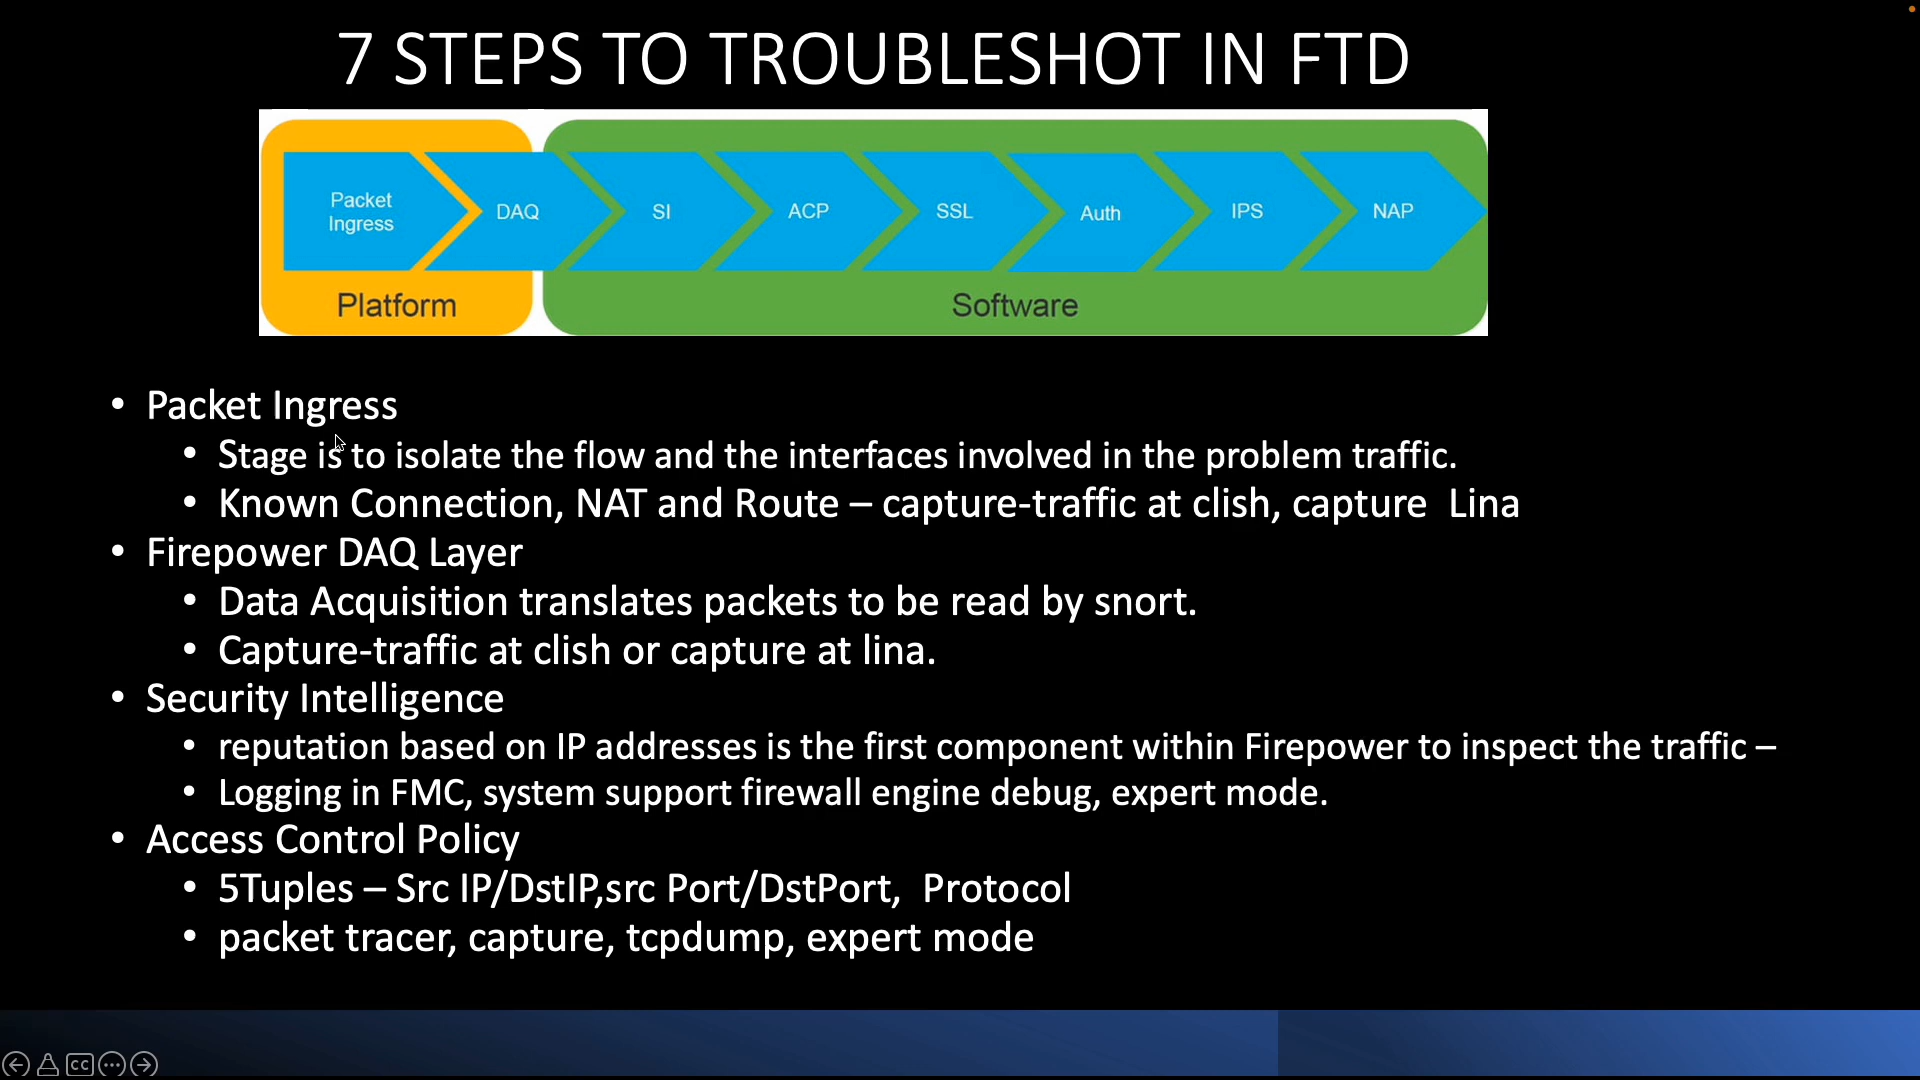 7 STEPS TO TROUBLESHOT IN FTD
Packet
Ingress
DAQ
SI
ACP
SSL
Auth
IPS
NAP
Platform
Software
• Packet Ingress
• Stage is to isolate the flow and the interfaces involved in the problem traffic.
• Known Connection, NAT and Route – capture-traffic at clish, capture  Lina
• Firepower DAQ Layer
• Data Acquisition translates packets to be read by snort.
• Capture-traffic at clish or capture at lina.
• Security Intelligence
• reputation based on IP addresses is the first component within Firepower to inspect the traffic –
• Logging in FMC, system support firewall engine debug, expert mode.
• Access Control Policy
• 5Tuples – Src IP/DstIP,src Port/DstPort,  Protocol
• packet tracer, capture, tcpdump, expert mode
CC